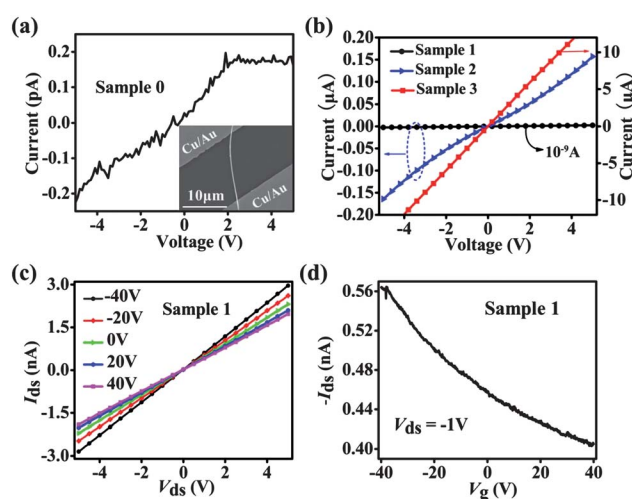 (a)
0.2
0.1
0.0
-0.1
-0.2
Current (pA)
Sample 0
Cu/Au
10μm
Cu/Au
-4 -2 0 2 4
Voltage (V)
(b)
0.20
0.15
0.10
0.05
0.00
-0.05
-0.10
-0.15
-0.20
Current (μA)
Sample 1
Sample 2
Sample 3
10⁻⁹A
10
5
0
-5
-10
Current (μA)
-4 -2 0 2 4
Voltage (V)
(c)
3.0
1.5
0.0
-1.5
-3.0
Ids (nA)
-40V
-20V
0V
20V
40V
Sample 1
-4 -2 0 2 4
Vds (V)
(d)
0.56
0.52
0.48
0.44
0.40
-Ids (nA)
Sample 1
Vds = -1V
-40 -20 0 20 40
Vg (V)